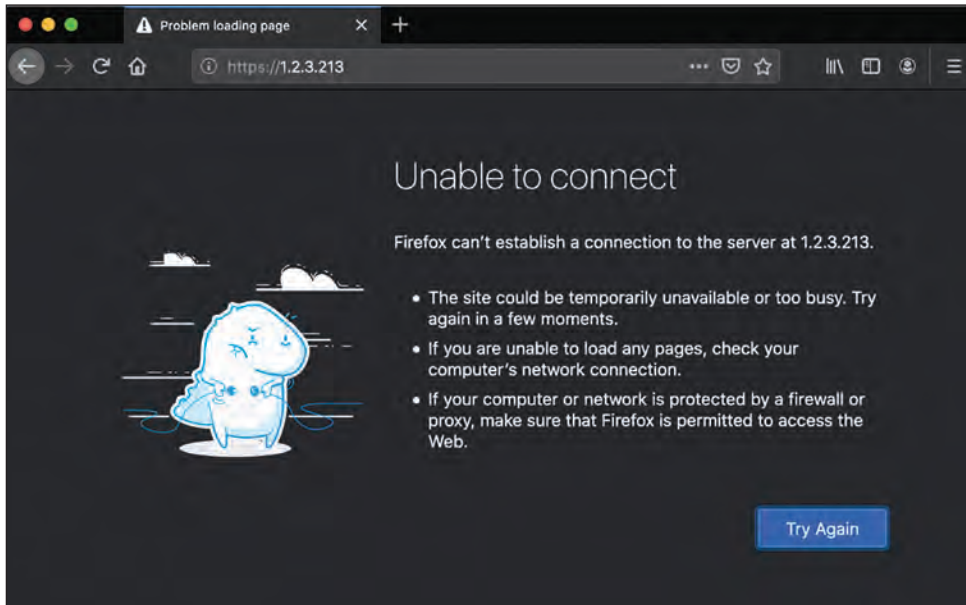 Problem loading page
https://1.2.3.213
Unable to connect
Firefox can’t establish a connection to the server at 1.2.3.213.
• The site could be temporarily unavailable or too busy. Try
again in a few moments.
• If you are unable to load any pages, check your
computer’s network connection.
• If your computer or network is protected by a firewall or
proxy, make sure that Firefox is permitted to access the
Web.
Try Again